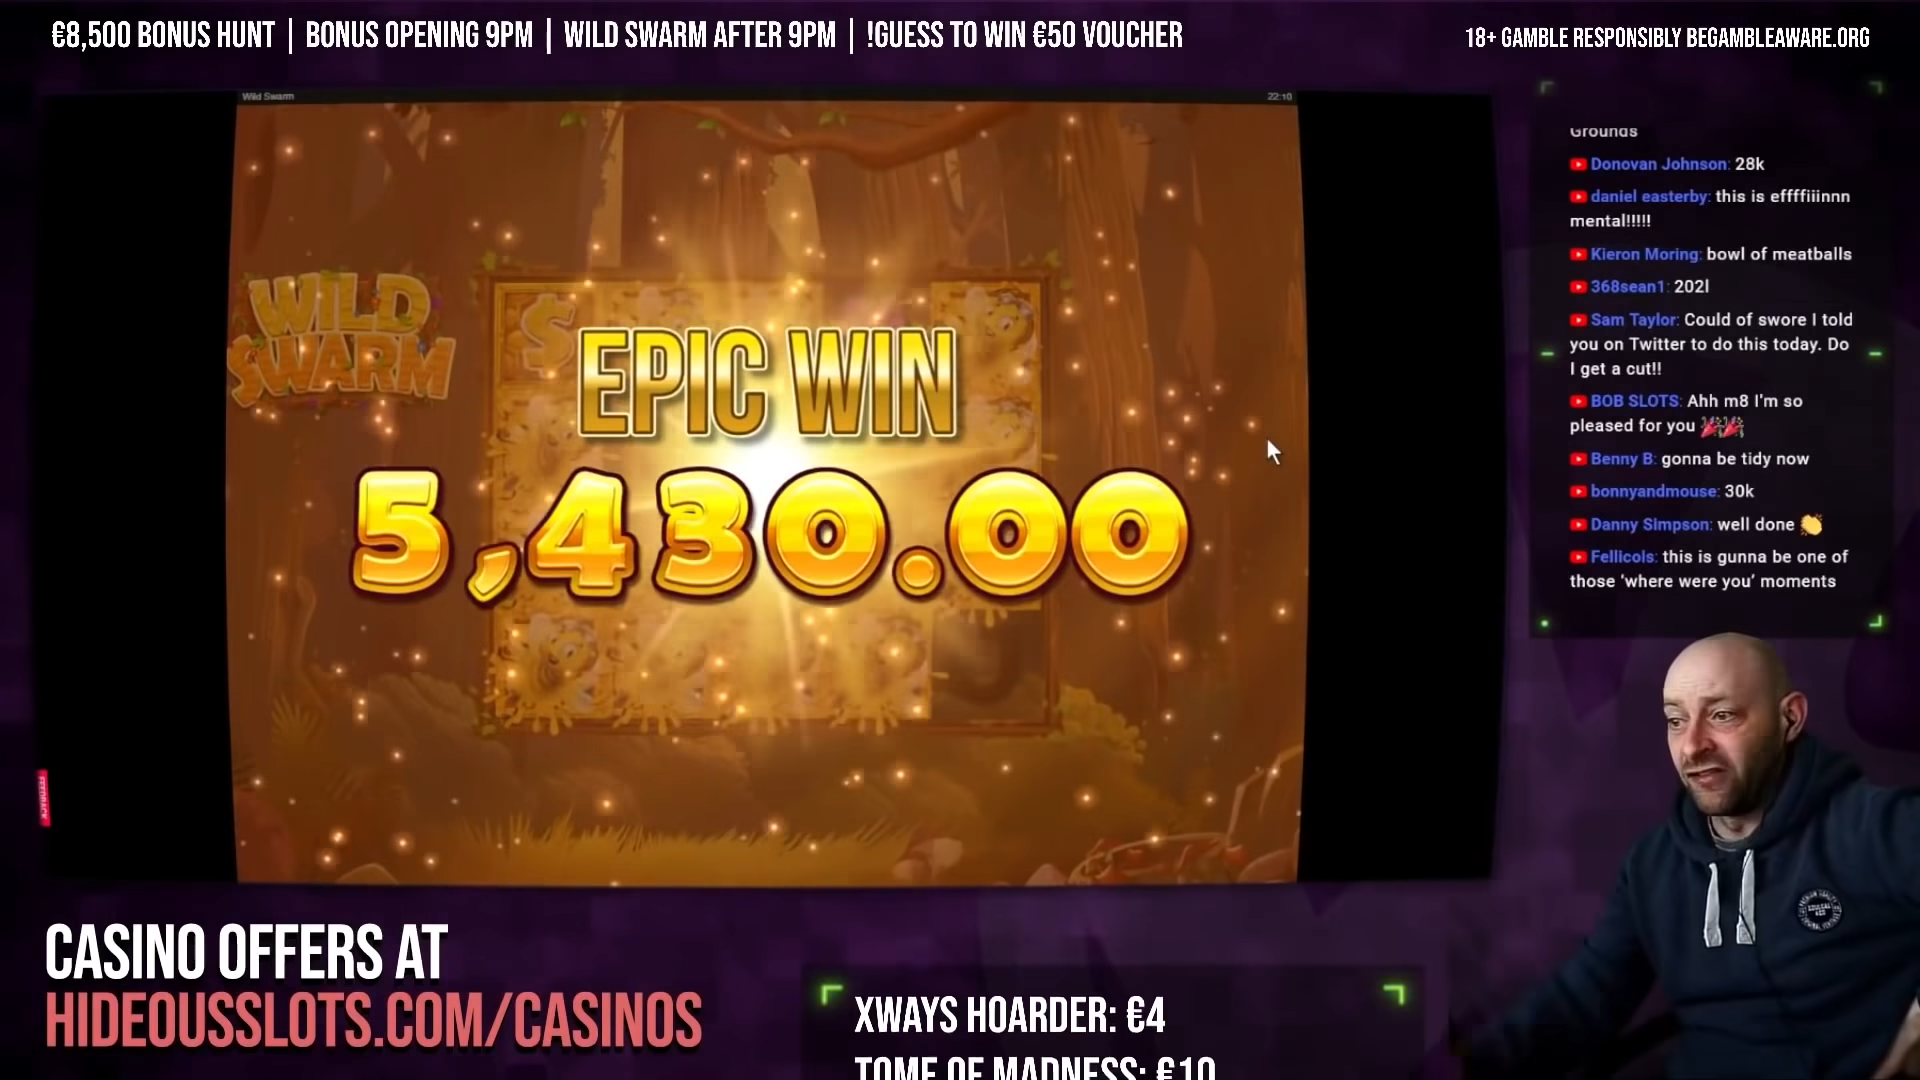 €8,500 BONUS HUNT | BONUS OPENING 9PM | WILD SWARM AFTER 9PM | !GUESS TO WIN €50 VOUCHER
18+ GAMBLE RESPONSIBLY BEGAMBLEAWARE.ORG
Wild Swarm
22:10
WILD
SWARM
$
EPIC WIN
5,430.00
FEEDBACK
Grounds
Donovan Johnson: 28k
daniel easterby: this is effffiiinnn
mental!!!!!
Kieron Moring: bowl of meatballs
368sean1: 202l
Sam Taylor: Could of swore I told
you on Twitter to do this today. Do
I get a cut!!
BOB SLOTS: Ahh m8 I'm so
pleased for you 🎉🎉
Benny B: gonna be tidy now
bonnyandmouse: 30k
Danny Simpson: well done 👏
Fellicols: this is gunna be one of
those ‘where were you’ moments
CASINO OFFERS AT
HIDEOUSSLOTS.COM/CASINOS
XWAYS HOARDER: €4
TOME OF MADNESS: €10